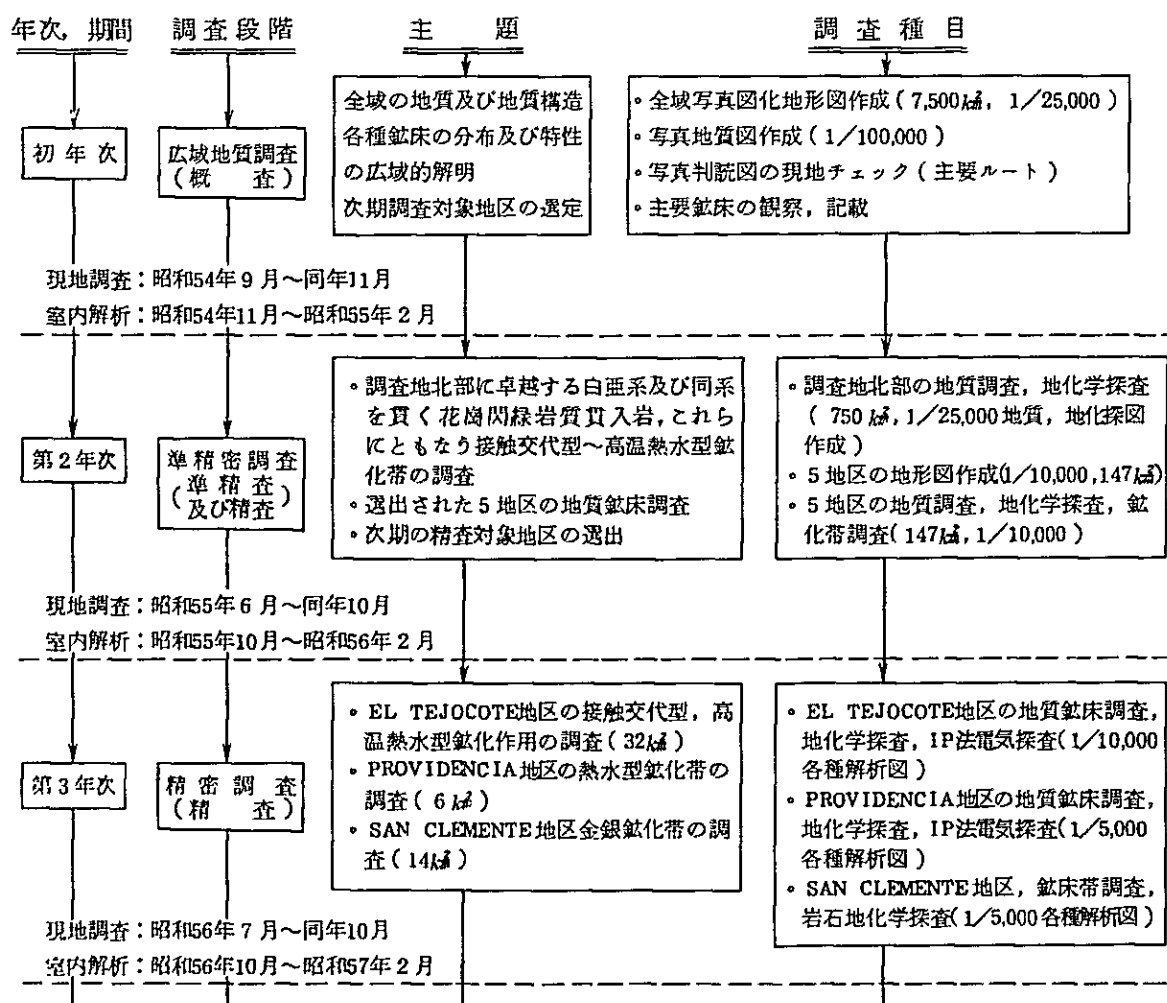 年次,期間
調査段階
主題
調査種目
初年次
広域地質調査
(概査)
全域の地質及び地質構造
各種鉱床の分布及び特性
の広域的解明
次期調査対象地区の選定
◦全域写真図化地形図作成(7,500㎢,1/25,000)
◦写真地質図作成(1/100,000)
◦写真判読図の現地チェック(主要ルート)
◦主要鉱床の観察,記載
現地調査:昭和54年9月~同年11月
室内解析:昭和54年11月~昭和55年2月
第2年次
準精密調査
(準精査
及び精査)
◦調査地北部に卓越する白亜系及び同系
を貫く花崗閃緑岩質貫入岩,これら
にともなう接触交代型~高温熱水型鉱
化帯の調査
◦選出された5地区の地質鉱床調査
◦次期の精査対象地区の選出
◦調査地北部の地質調査,地化学探査
(750㎢,1/25,000地質,地化探図
作成)
◦5地区の地形図作成(1/10,000,147㎢)
◦5地区の地質調査,地化学探査,鉱
化帯調査(147㎢,1/10,000)
現地調査:昭和55年6月~同年10月
室内解析:昭和55年10月~昭和56年2月
第3年次
精密調査
(精査)
◦EL TEJOCOTE地区の接触交代型,高
温熱水型鉱化作用の調査(32㎢)
◦PROVIDENCIA地区の熱水型鉱化帯の
調査(6㎢)
◦SAN CLEMENTE地区金銀鉱化帯の調
査(14㎢)
◦EL TEJOCOTE地区の地質鉱床調査,
地化学探査,IP法電気探査(1/10,000
各種解析図)
◦PROVIDENCIA地区の地質鉱床調査,
地化学探査,IP法電気探査(1/5,000
各種解析図)
◦SAN CLEMENTE地区,鉱床帯調査,
岩石地化学探査(1/5,000各種解析図)
現地調査:昭和56年7月~同年10月
室内解析:昭和56年10月~昭和57年2月